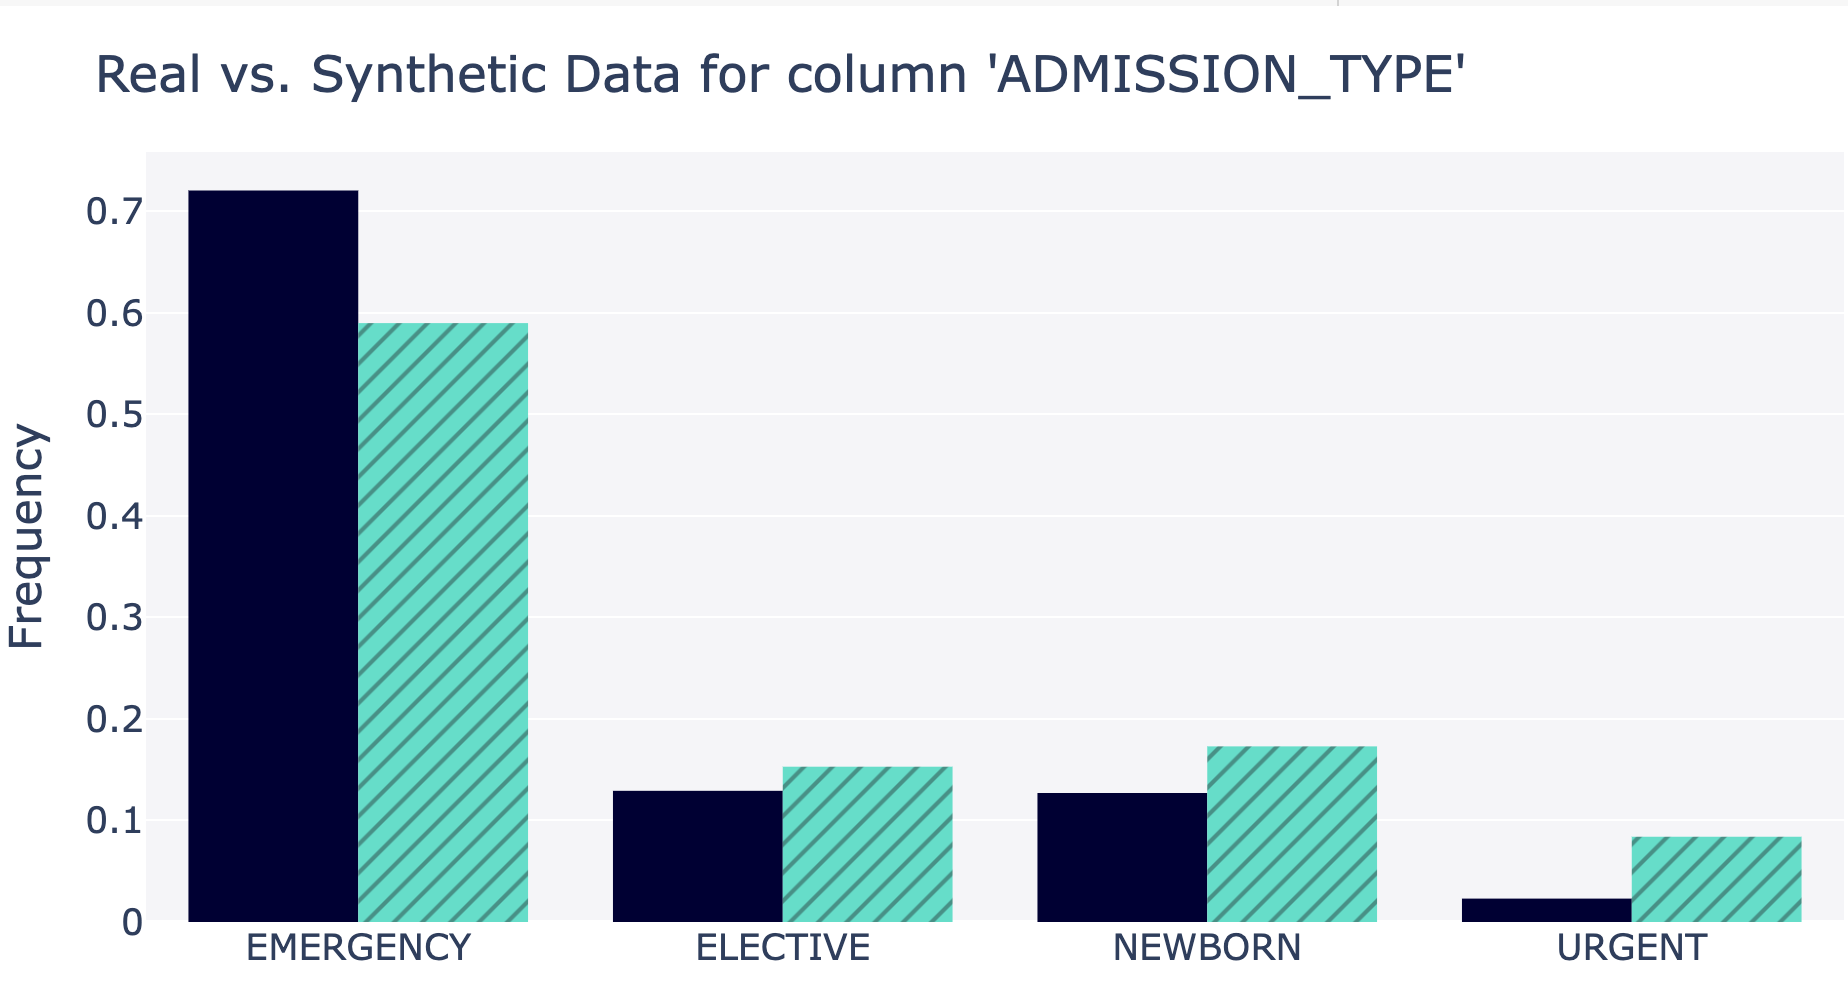 Real vs. Synthetic Data for column 'ADMISSION_TYPE'
Frequency
0.7
0.6
0.5
0.4
0.3
0.2
0.1
0
EMERGENCY ELECTIVE NEWBORN URGENT